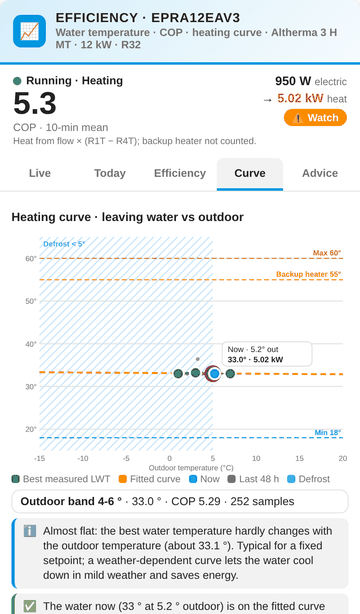 EFFICIENCY · EPRA12EAV3
Water temperature · COP · heating curve · Altherma 3 H
MT · 12 kW · R32
Running · Heating
950 W electric
5.3
→ 5.02 kW heat
Watch
COP · 10-min mean
Heat from flow × (R1T − R4T); backup heater not counted.
Live Today Efficiency Curve Advice
Heating curve · leaving water vs outdoor
Defrost < 5°
Max 60°
60°
Backup heater 55°
50°
40°
Now · 5.2° out
33.0° · 5.02 kW
30°
Min 18°
20°
-15 -10 -5 0 5 10 15 20
Outdoor temperature (°C)
Best measured LWT Fitted curve Now Last 48 h Defrost
Outdoor band 4-6 ° · 33.0 ° · COP 5.29 · 252 samples
Almost flat: the best water temperature hardly changes with
the outdoor temperature (about 33.1 °). Typical for a fixed
setpoint; a weather-dependent curve lets the water cool
down in mild weather and saves energy.
The water now (33 ° at 5.2 ° outdoor) is on the fitted curve